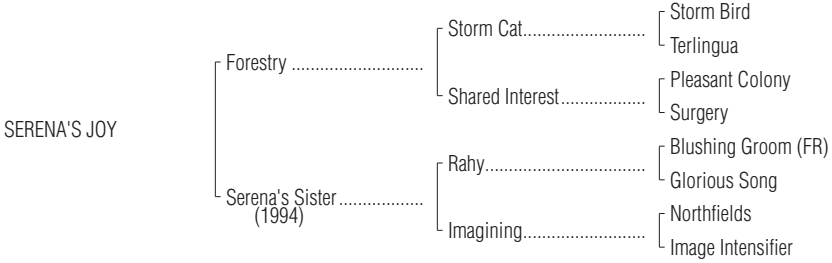 Storm Bird
Storm Cat..........................
Terlingua
Forestry ............................
Pleasant Colony
Shared Interest..................
Surgery
SERENA'S JOY
Blushing Groom (FR)
Rahy..................................
Glorious Song
Serena's Sister..................
(1994)
Northfields
Imagining..........................
Image Intensifier